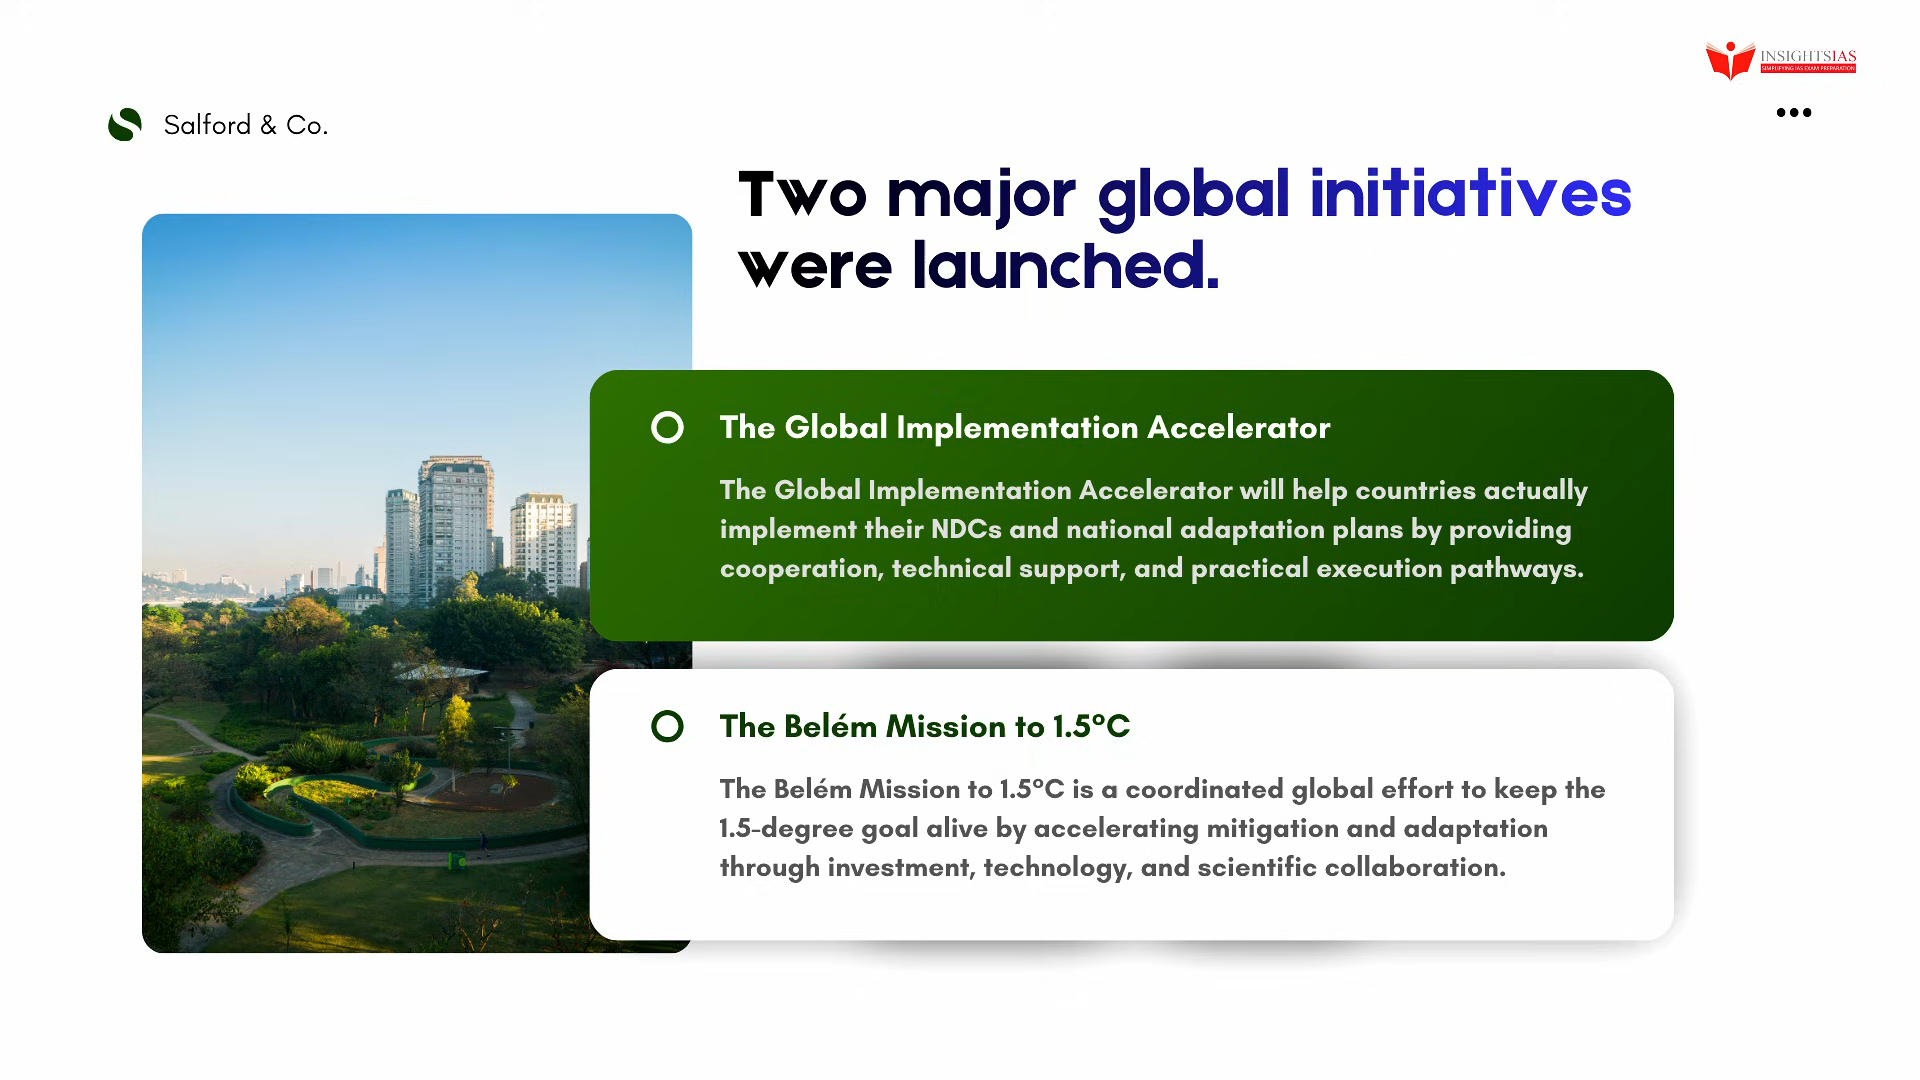 INSIGHTSIAS
SIMPLIFYING IAS EXAM PREPARATION
Salford & Co.
Two major global initiatives
were launched.
The Global Implementation Accelerator
The Global Implementation Accelerator will help countries actually
implement their NDCs and national adaptation plans by providing
cooperation, technical support, and practical execution pathways.
The Belém Mission to 1.5°C
The Belém Mission to 1.5°C is a coordinated global effort to keep the
1.5-degree goal alive by accelerating mitigation and adaptation
through investment, technology, and scientific collaboration.